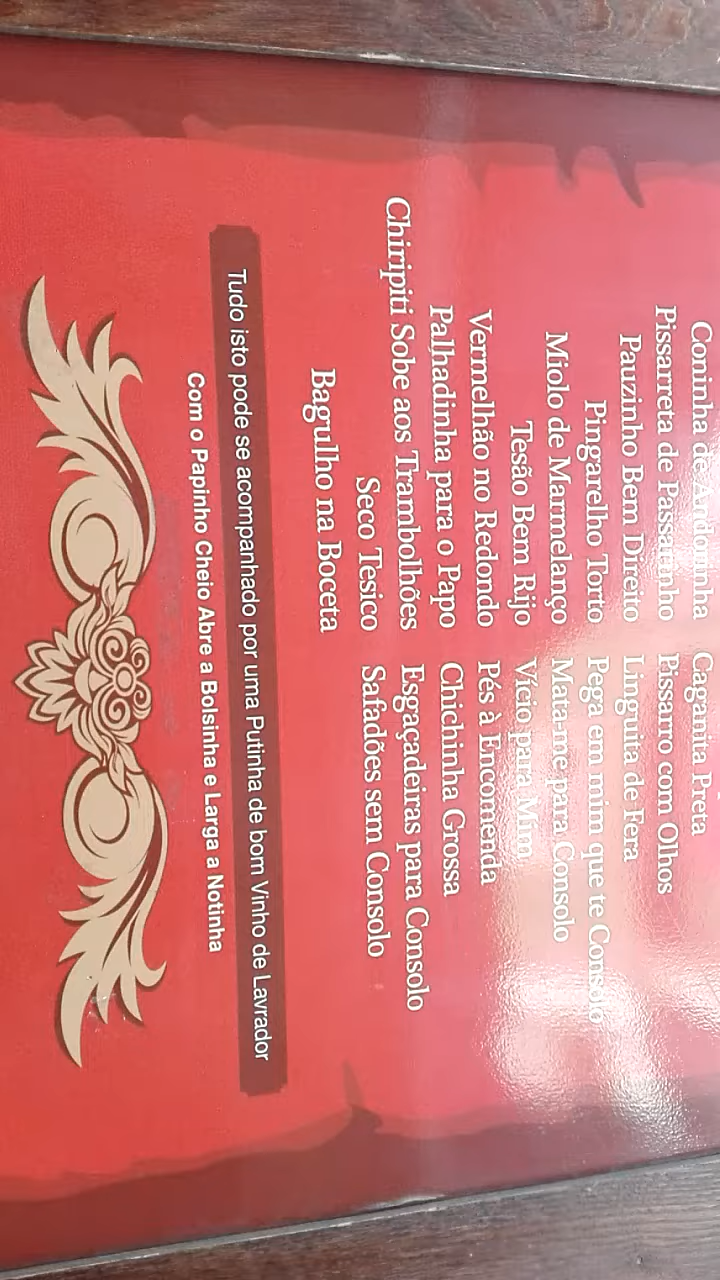 Coninha de Andorinha
Pissarreta de Passarinho
Pauzinho Bem Direito
Pingarelho Torto
Miolo de Marmelanço
Tesão Bem Rijo
Vermelhão no Redondo
Palhadinha para o Papo
Chiripiti Sobe aos Trambolhões
Seco Tesico
Bagulho na Boceta
Caganita Preta
Pissarro com Olhos
Linguita de Fera
Pega em mim que te Consolo
Mata-me para Consolo
Vício para Mim
Pés à Encomenda
Chichinha Grossa
Esgaçadeiras para Consolo
Safadões sem Consolo
Tudo isto pode se acompanhado por uma Putinha de bom Vinho de Lavrador
Com o Papinho Cheio Abre a Bolsinha e Larga a Notinha